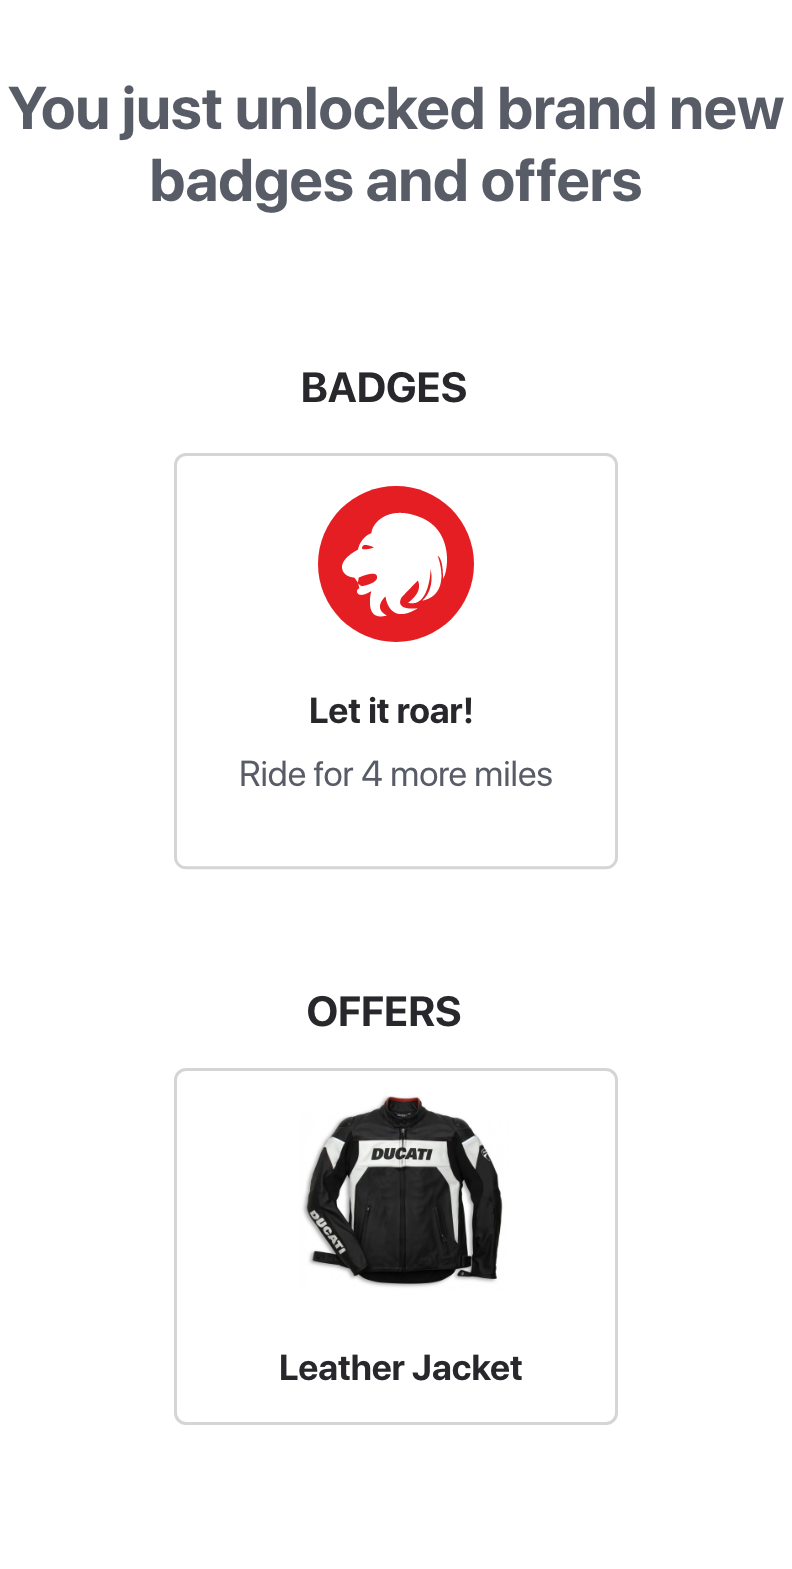 You just unlocked brand new
badges and offers
BADGES
Let it roar!
Ride for 4 more miles
OFFERS
DUCATI
DUCATI
Leather Jacket